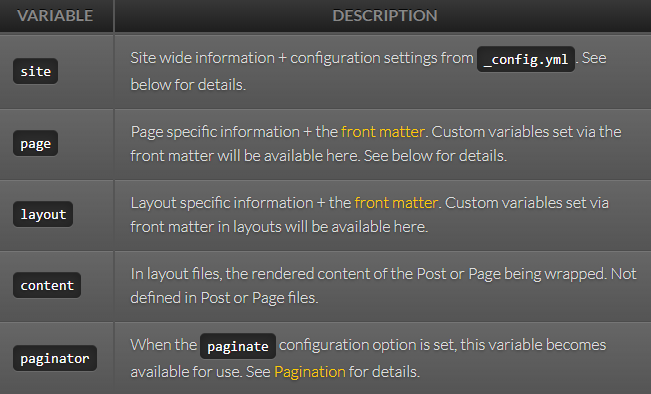 VARIABLE DESCRIPTION
site Site wide information + configuration settings from _config.yml. See
below for details.
page Page specific information + the front matter. Custom variables set via the
front matter will be available here. See below for details.
layout Layout specific information + the front matter. Custom variables set via
front matter in layouts will be available here.
content In layout files, the rendered content of the Post or Page being wrapped. Not
defined in Post or Page files.
paginator When the paginate configuration option is set, this variable becomes
available for use. See Pagination for details.